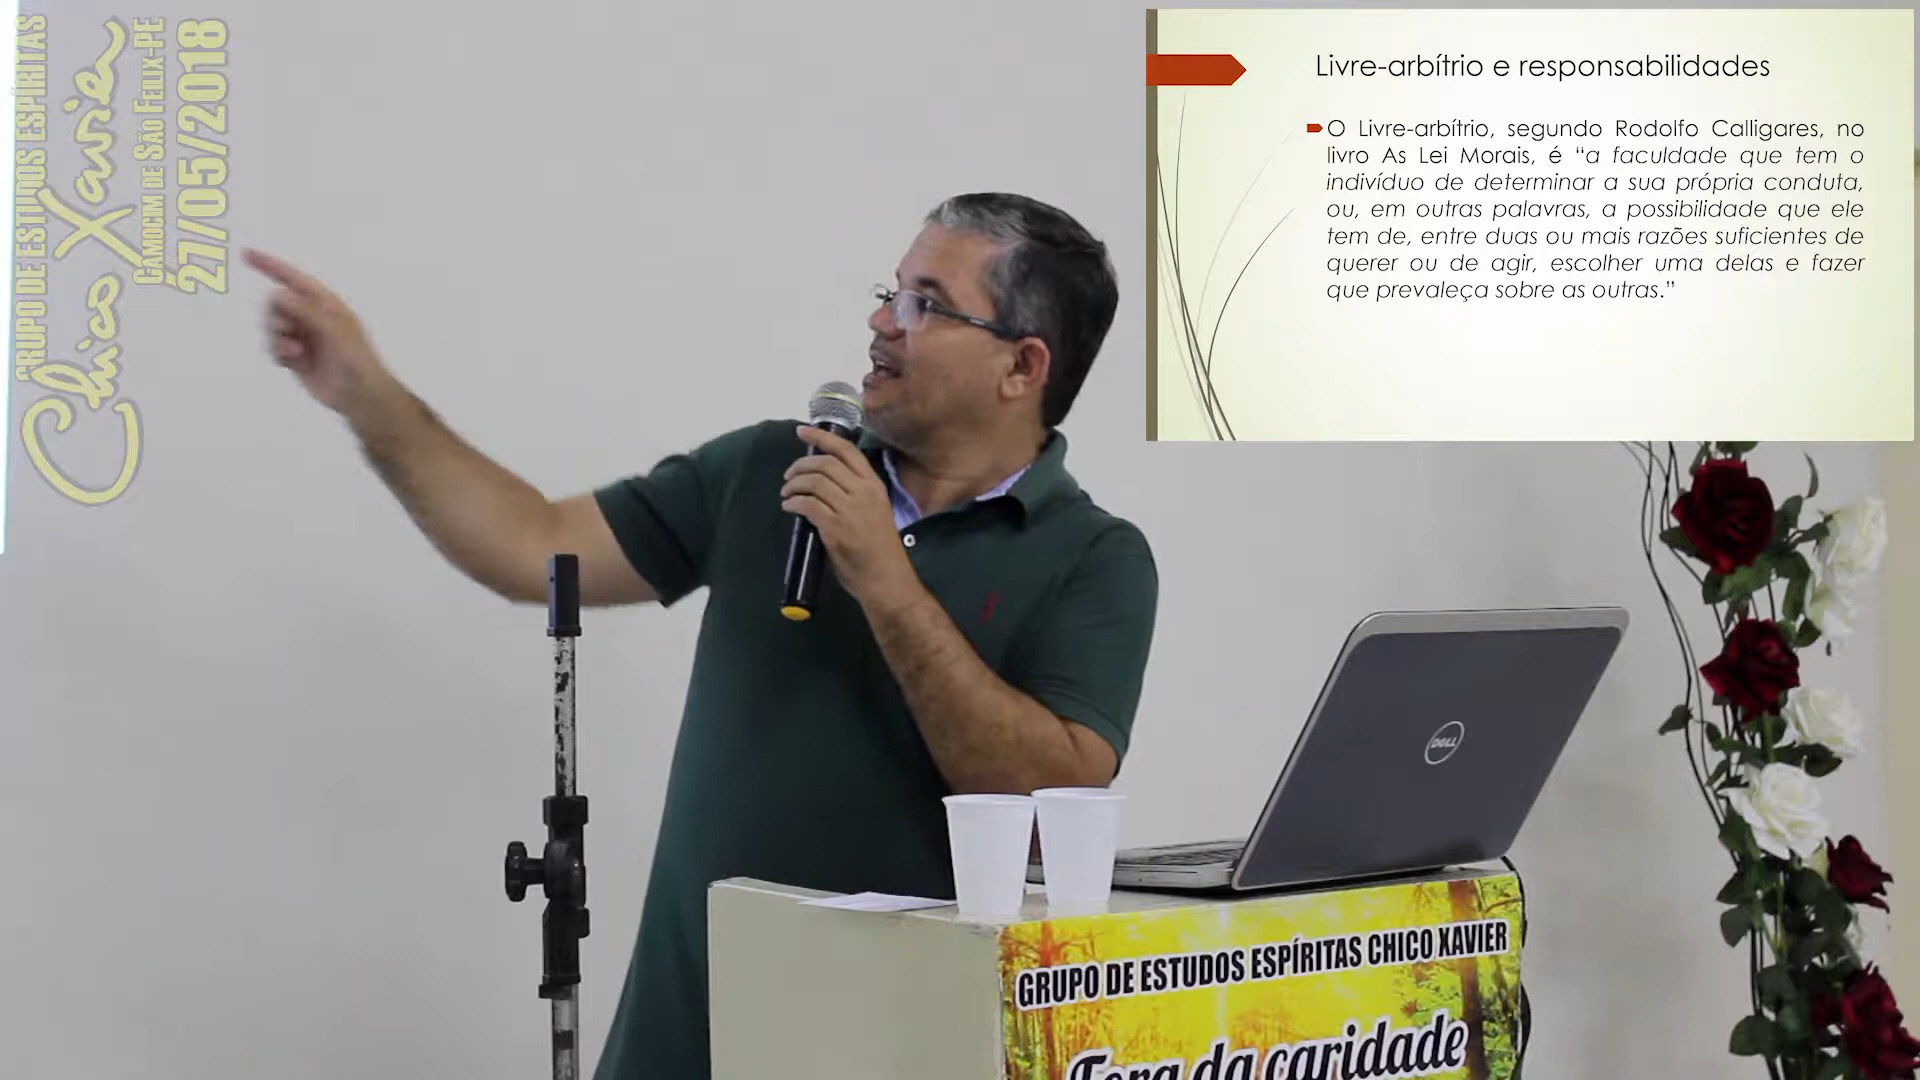 GRUPO DE ESTUDOS ESPÍRITAS
Chico Xavier
CAMOCIM DE SÃO FELIX-PE
27/05/2018
Livre-arbítrio e responsabilidades
O Livre-arbítrio, segundo Rodolfo Calligares, no
livro As Lei Morais, é “a faculdade que tem o
indivíduo de determinar a sua própria conduta,
ou, em outras palavras, a possibilidade que ele
tem de, entre duas ou mais razões suficientes de
querer ou de agir, escolher uma delas e fazer
que prevaleça sobre as outras.”
DELL
GRUPO DE ESTUDOS ESPÍRITAS CHICO XAVIER
Fora da caridade